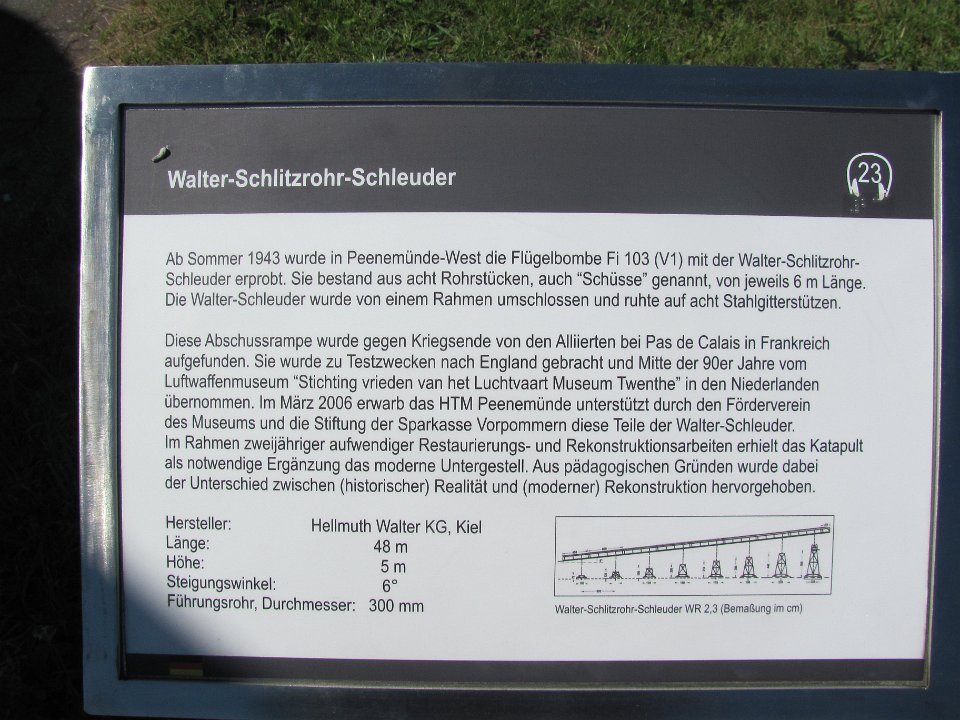 Walter-Schlitzrohr-Schleuder
23
Ab Sommer 1943 wurde in Peenemünde-West die Flügelbombe Fi 103 (V1) mit der Walter-Schlitzrohr-
Schleuder erprobt. Sie bestand aus acht Rohrstücken, auch “Schüsse” genannt, von jeweils 6 m Länge.
Die Walter-Schleuder wurde von einem Rahmen umschlossen und ruhte auf acht Stahlgitterstützen.
Diese Abschussrampe wurde gegen Kriegsende von den Alliierten bei Pas de Calais in Frankreich
aufgefunden. Sie wurde zu Testzwecken nach England gebracht und Mitte der 90er Jahre vom
Luftwaffenmuseum “Stichting vrieden van het Luchtvaart Museum Twenthe” in den Niederlanden
übernommen. Im März 2006 erwarb das HTM Peenemünde unterstützt durch den Förderverein
des Museums und die Stiftung der Sparkasse Vorpommern diese Teile der Walter-Schleuder.
Im Rahmen zweijähriger aufwendiger Restaurierungs- und Rekonstruktionsarbeiten erhielt das Katapult
als notwendige Ergänzung das moderne Untergestell. Aus pädagogischen Gründen wurde dabei
der Unterschied zwischen (historischer) Realität und (moderner) Rekonstruktion hervorgehoben.
Hersteller: Hellmuth Walter KG, Kiel
Länge: 48 m
Höhe: 5 m
Steigungswinkel: 6°
Führungsrohr, Durchmesser: 300 mm
Walter-Schlitzrohr-Schleuder WR 2,3 (Bemaßung im cm)